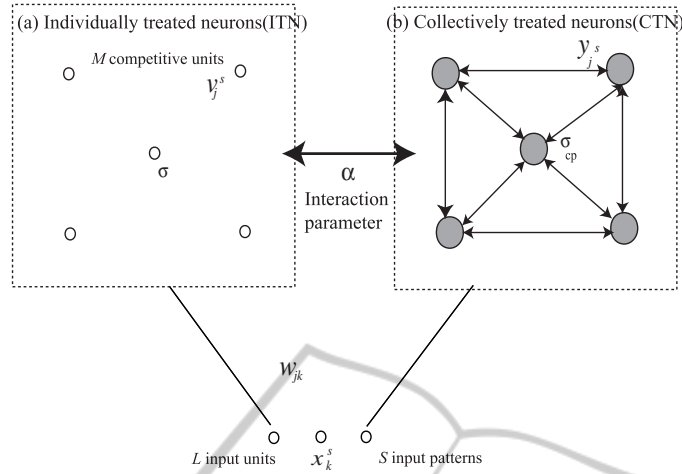 (a) Individually treated neurons(ITN)
(b) Collectively treated neurons(CTN)
M competitive units
v_j^s
σ
α
Interaction
parameter
y_j^s
σ_cp
w_jk
L input units
x_k^s
S input patterns